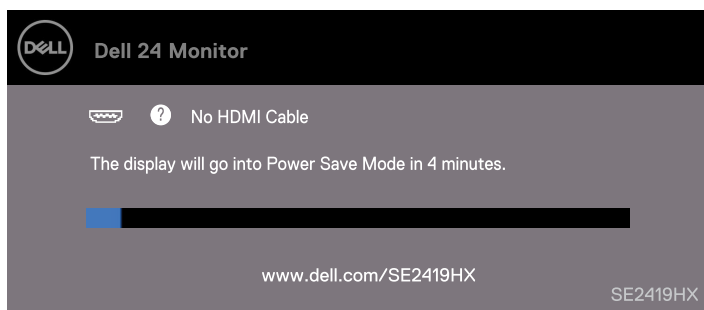 DELL
Dell 24 Monitor
? No HDMI Cable
The display will go into Power Save Mode in 4 minutes.
www.dell.com/SE2419HX
SE2419HX